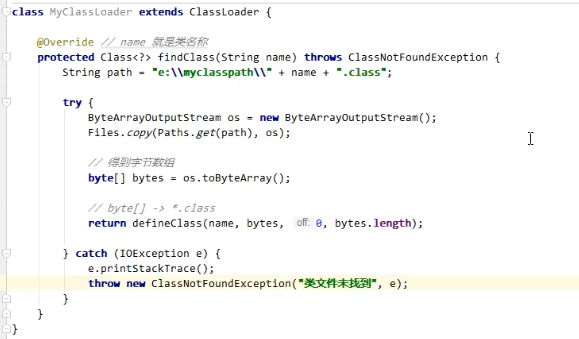 class MyClassLoader extends ClassLoader {
@Override // name 就是类名称
protected Class<?> findClass(String name) throws ClassNotFoundException {
String path = "e:\\myclasspath\\" + name + ".class";
try {
ByteArrayOutputStream os = new ByteArrayOutputStream();
Files.copy(Paths.get(path), os);
// 得到字节数组
byte[] bytes = os.toByteArray();
// byte[] -> *.class
return defineClass(name, bytes, off: 0, bytes.length);
} catch (IOException e) {
e.printStackTrace();
throw new ClassNotFoundException("类文件未找到", e);
}
}
}